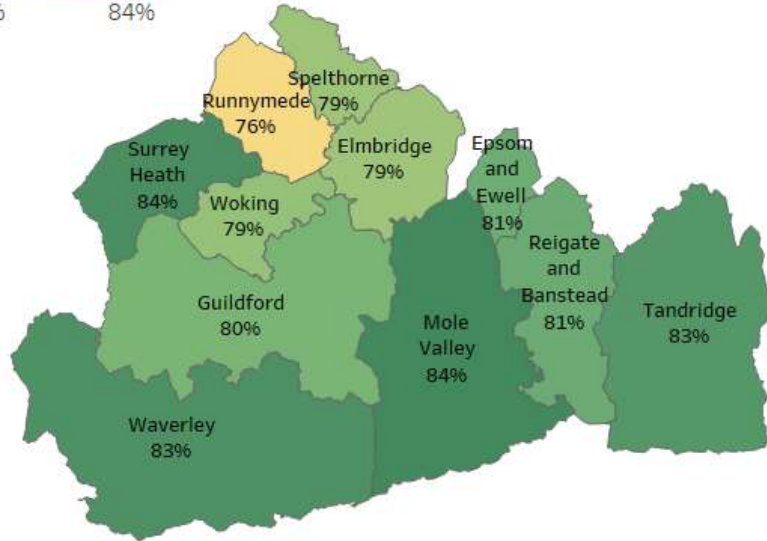 %
84%
Spelthorne
79%
Runnymede
76%
Elmbridge
79%
Epsom
and
Ewell
81%
Surrey
Heath
84%
Woking
79%
Reigate
and
Banstead
81%
Guildford
80%
Mole
Valley
84%
Tandridge
83%
Waverley
83%